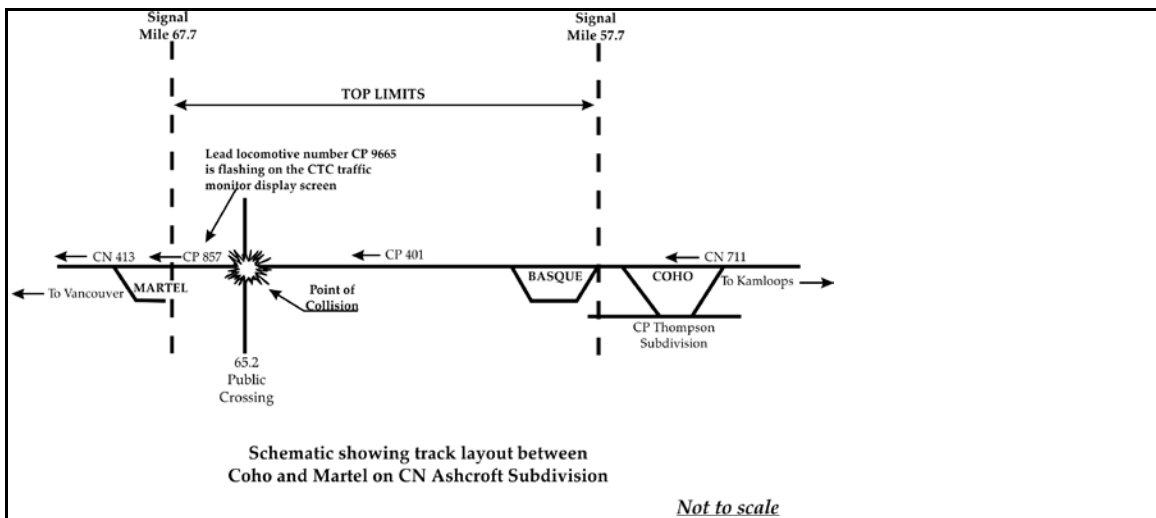 Signal
Mile 67.7
Signal
Mile 57.7
TOP LIMITS
Lead locomotive number CP 9665
is flashing on the CTC traffic
monitor display screen
CN 413
CP 857
CP 401
CN 711
MARTEL
BASQUE
COHO
To Vancouver
To Kamloops
Point of
Collision
CP Thompson
Subdivision
65.2
Public
Crossing
Schematic showing track layout between
Coho and Martel on CN Ashcroft Subdivision
Not to scale